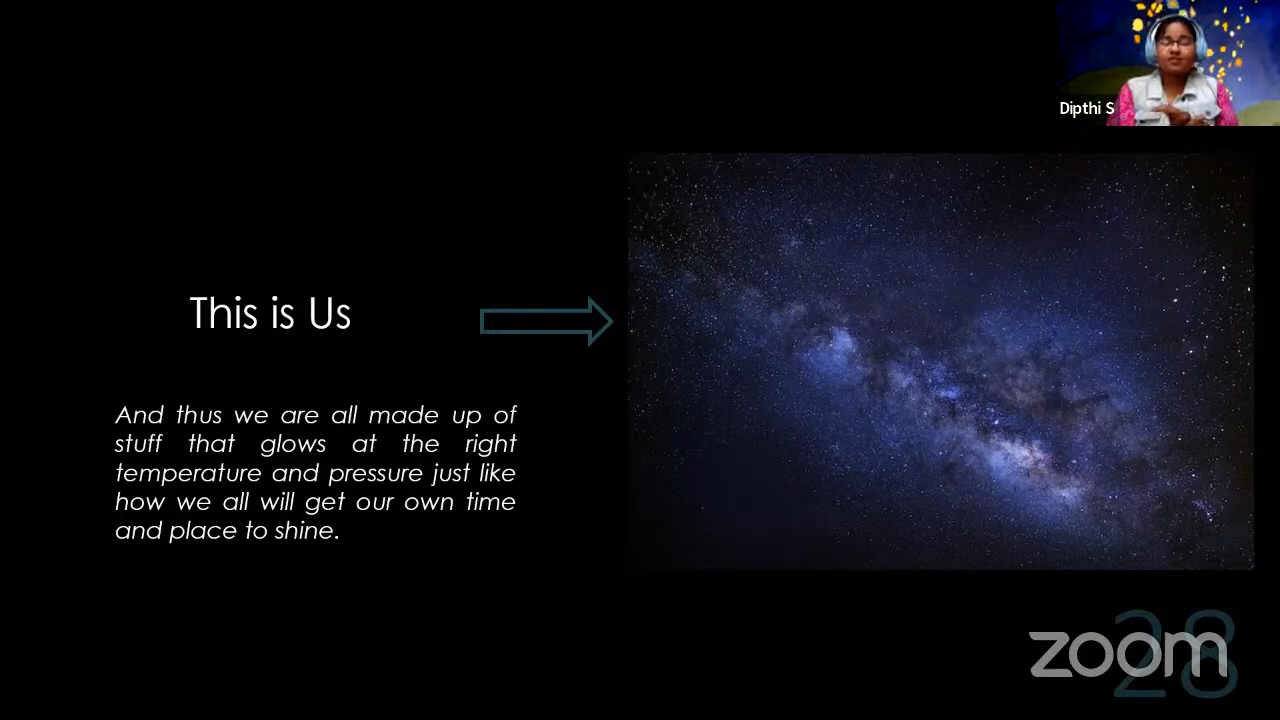 Dipthi S
This is Us
And thus we are all made up of
stuff that glows at the right
temperature and pressure just like
how we all will get our own time
and place to shine.
28
zoom